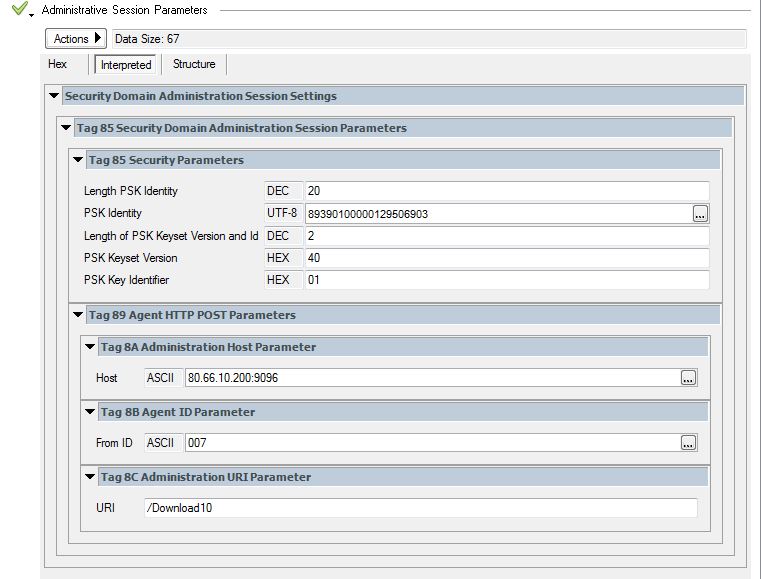 Administrative Session Parameters
Actions Data Size: 67
Hex Interpreted Structure
Security Domain Administration Session Settings
Tag 85 Security Domain Administration Session Parameters
Tag 85 Security Parameters
Length PSK Identity DEC 20
PSK Identity UTF-8 89390100000129506903 ...
Length of PSK Keyset Version and Id DEC 2
PSK Keyset Version HEX 40
PSK Key Identifier HEX 01
Tag 89 Agent HTTP POST Parameters
Tag 8A Administration Host Parameter
Host ASCII 80.66.10.200:9096 ...
Tag 8B Agent ID Parameter
From ID ASCII 007 ...
Tag 8C Administration URI Parameter
URI /Download10